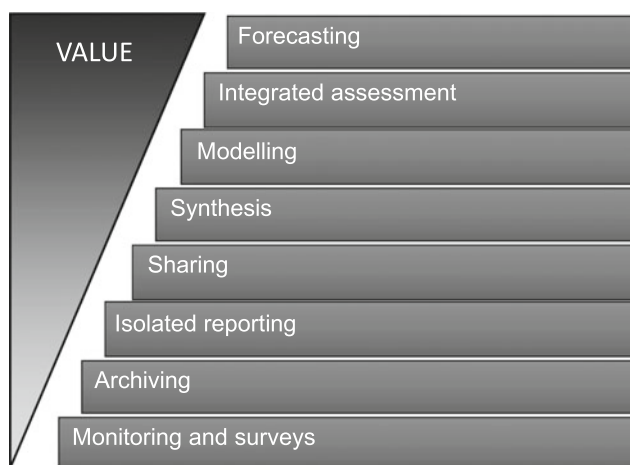 VALUE
Forecasting
Integrated assessment
Modelling
Synthesis
Sharing
Isolated reporting
Archiving
Monitoring and surveys